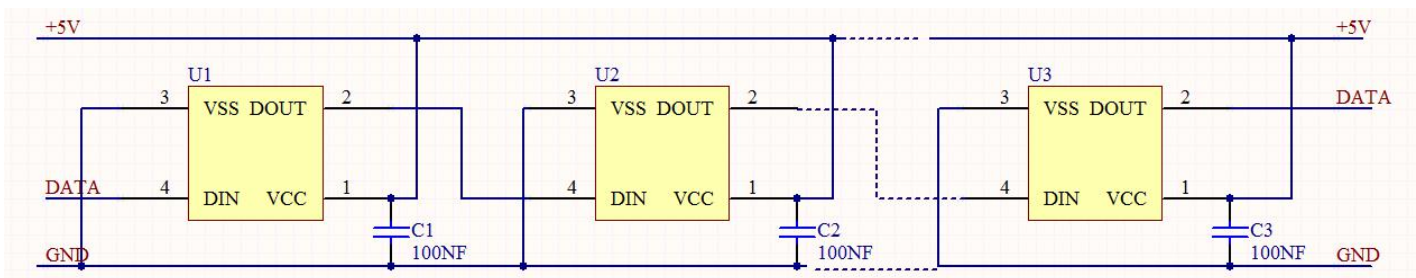 +5V +5V
U1 U2 U3
3 VSS DOUT 2 3 VSS DOUT 2 3 VSS DOUT 2 DATA
DATA 4 DIN VCC 1 4 DIN VCC 1 4 DIN VCC 1
C1 C2 C3
GND 100NF 100NF 100NF GND